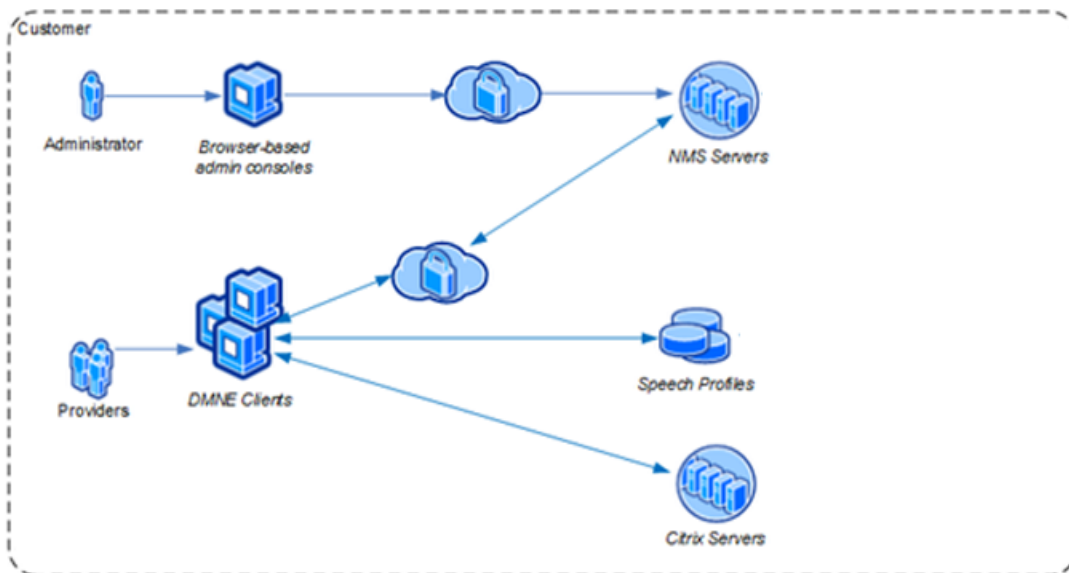 Customer
Administrator
Browser-based
admin consoles
NMS Servers
Providers
DMNE Clients
Speech Profiles
Citrix Servers